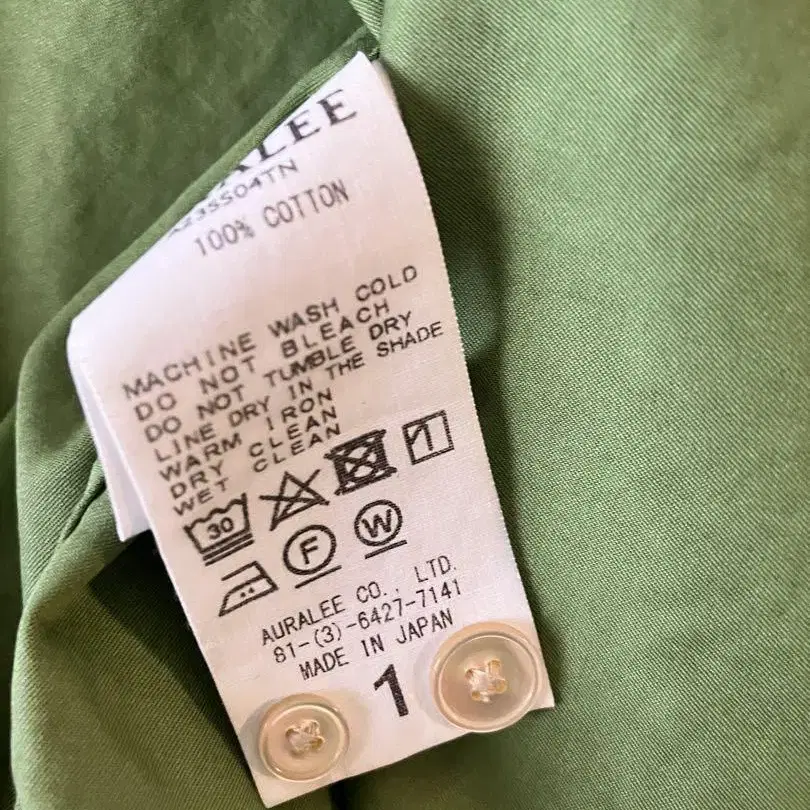 100% COTTON
MACHINE WASH COLD
DO NOT BLEACH
DO NOT TUMBLE DRY
LINE DRY IN THE SHADE
WARM IRON
DRY CLEAN
WET CLEAN
30
F W
AURALEE CO., LTD.
81-(3)-6427-7141
MADE IN JAPAN
1